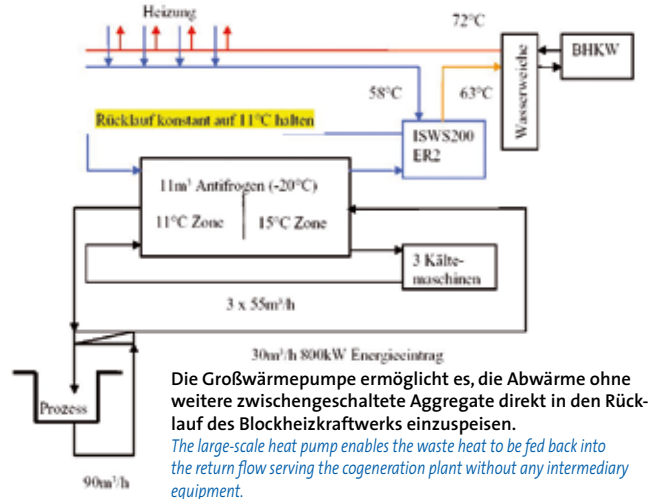 Heizung
72°C
BHKW
Wasserweiche
58°C
63°C
Rücklauf konstant auf 11°C halten
ISWS200
ER2
11m³ Antifrogen (-20°C)
11°C Zone
15°C Zone
3 Kälte-
maschinen
3 x 55m³/h
30m³/h 800kW Energieeintrag
Prozess
90m³/h
Die Großwärmepumpe ermöglicht es, die Abwärme ohne
weitere zwischengeschaltete Aggregate direkt in den Rück-
lauf des Blockheizkraftwerks einzuspeisen.
The large-scale heat pump enables the waste heat to be fed back into
the return flow serving the cogeneration plant without any intermediary
equipment.